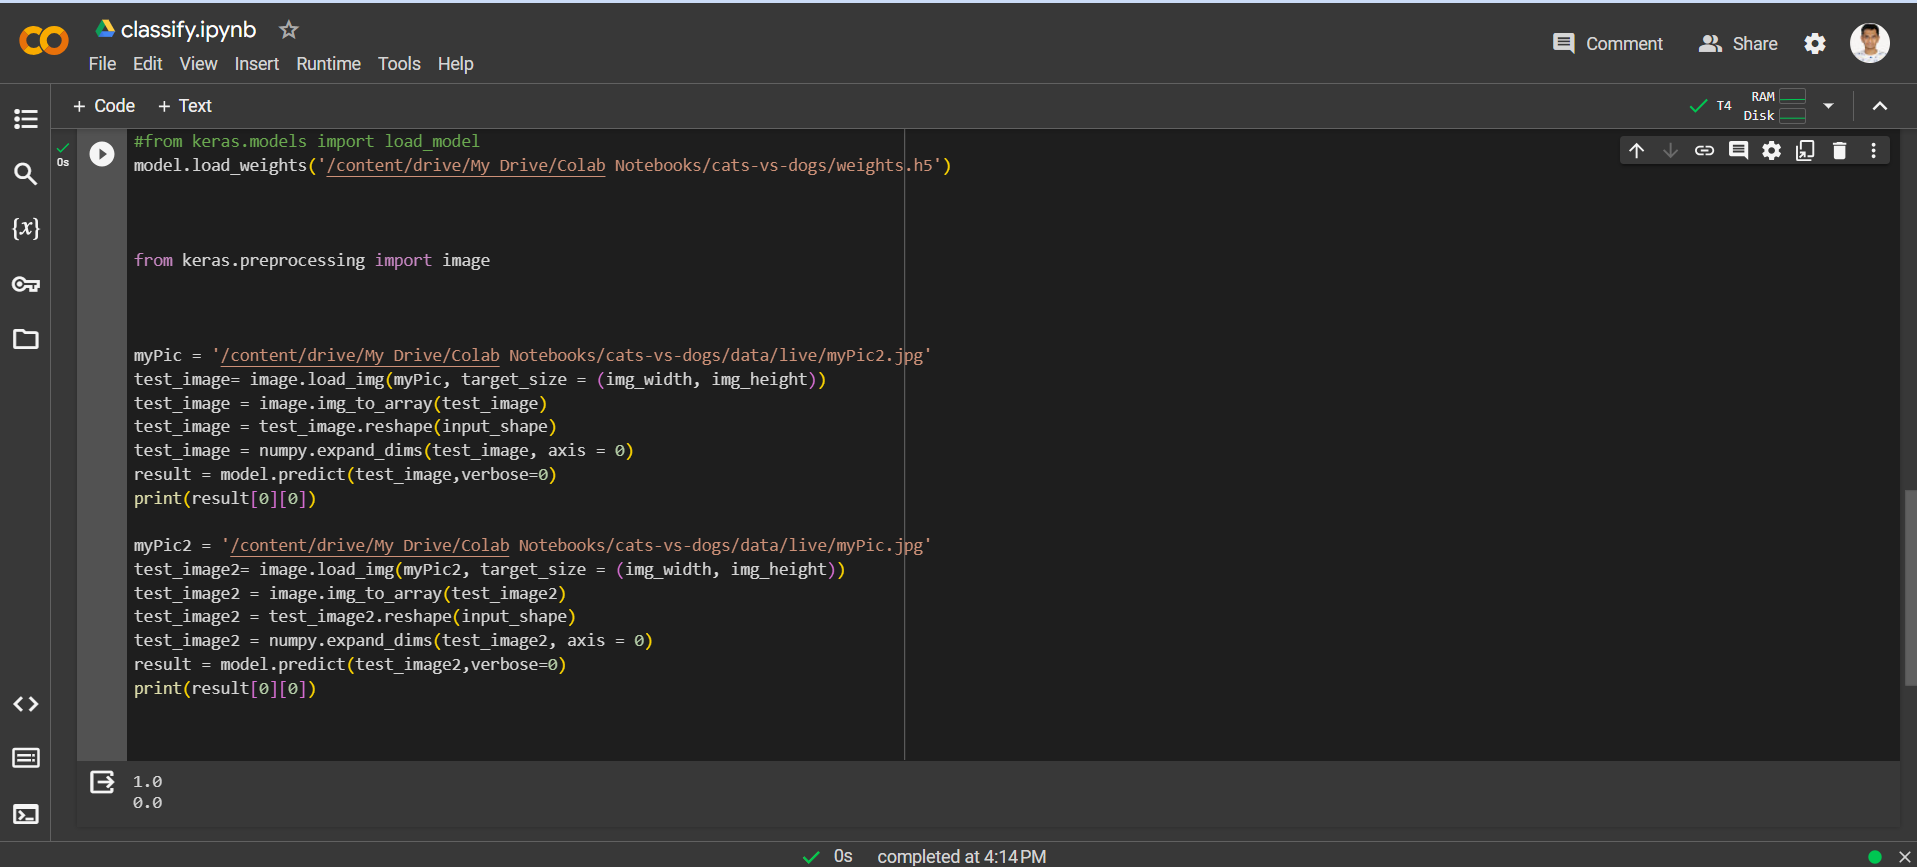 classify.ipynb
File Edit View Insert Runtime Tools Help
Comment Share
+ Code + Text
T4 RAM Disk
0s
#from keras.models import load_model
model.load_weights('/content/drive/My Drive/Colab Notebooks/cats-vs-dogs/weights.h5')
{x}
from keras.preprocessing import image
myPic = '/content/drive/My Drive/Colab Notebooks/cats-vs-dogs/data/live/myPic2.jpg'
test_image= image.load_img(myPic, target_size = (img_width, img_height))
test_image = image.img_to_array(test_image)
test_image = test_image.reshape(input_shape)
test_image = numpy.expand_dims(test_image, axis = 0)
result = model.predict(test_image,verbose=0)
print(result[0][0])
myPic2 = '/content/drive/My Drive/Colab Notebooks/cats-vs-dogs/data/live/myPic.jpg'
test_image2= image.load_img(myPic2, target_size = (img_width, img_height))
test_image2 = image.img_to_array(test_image2)
test_image2 = test_image2.reshape(input_shape)
test_image2 = numpy.expand_dims(test_image2, axis = 0)
result = model.predict(test_image2,verbose=0)
print(result[0][0])
1.0
0.0
0s completed at 4:14 PM